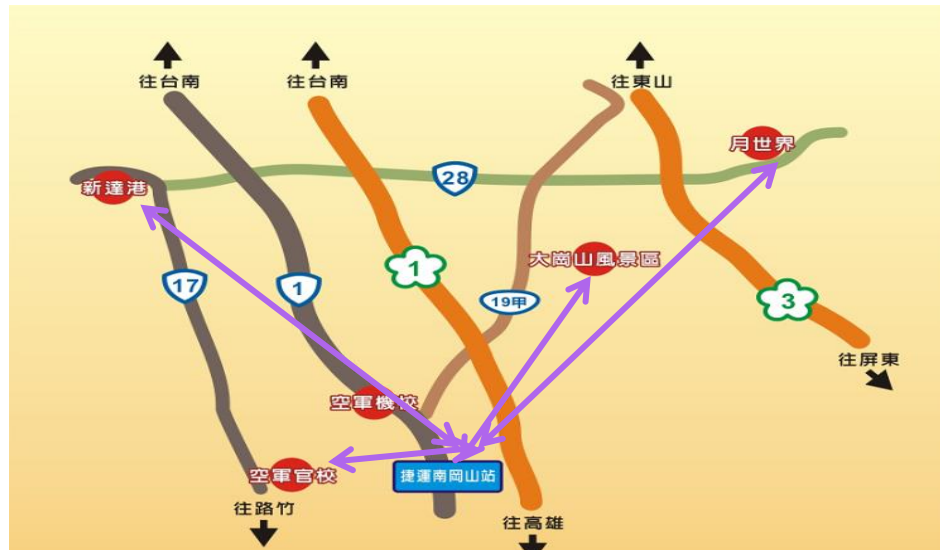 往台南
往台南
往東山
月世界
28
新達港
大崗山風景區
1
17
1
19甲
3
往屏東
空軍機校
空軍官校
捷運南岡山站
往路竹
往高雄